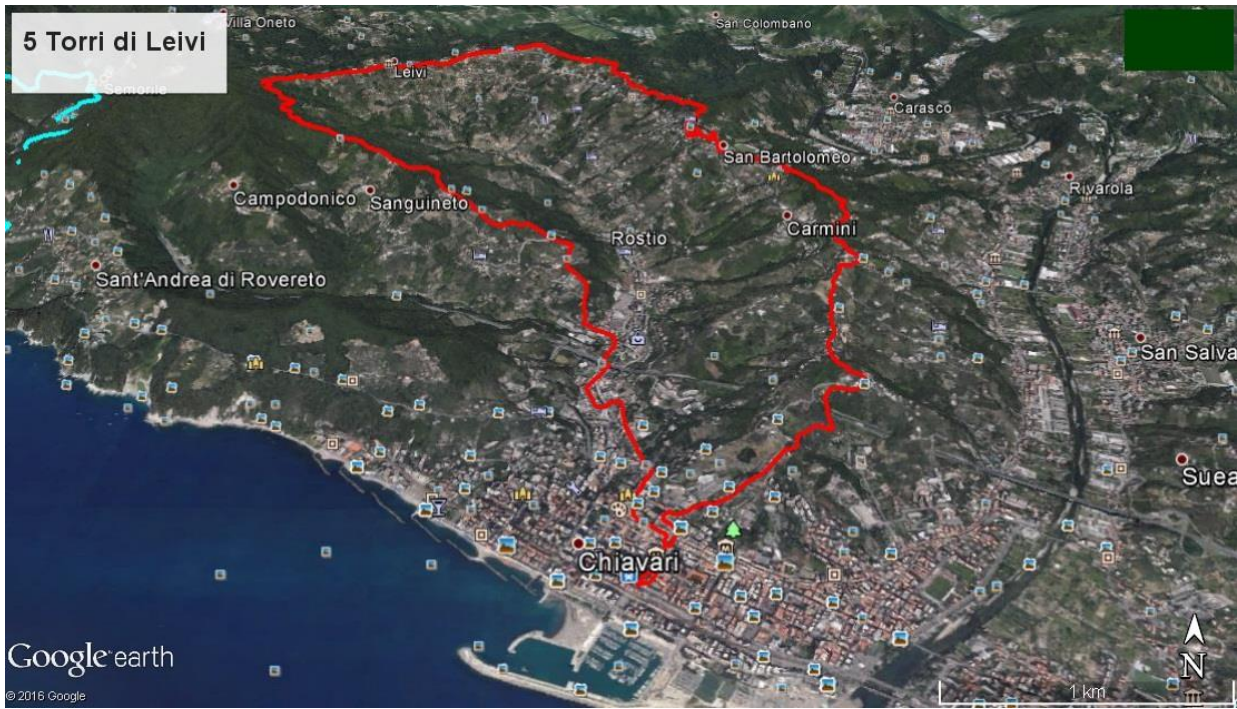 5 Torri di Leivi
Villa Oneto
San Colombano
Leivi
Semorile
Carasco
San Bartolomeo
Rivarola
Campodonico
Sanguineto
Carmini
Rostio
Sant'Andrea di Rovereto
San Salva
Suea
Chiavari
Google earth
N
© 2016 Google
1 km